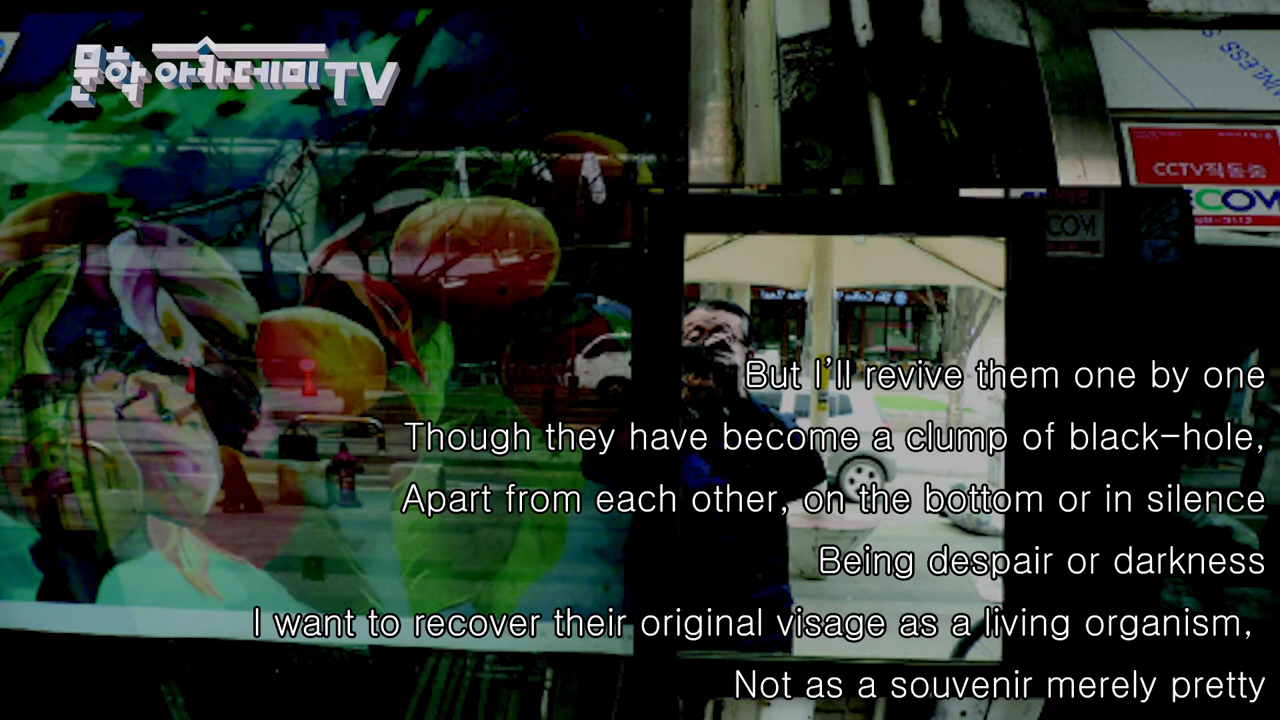 문학 아카데미 TV
NLESS
CCTV작동중
ECOM
COM
But I'll revive them one by one
Though they have become a clump of black-hole,
Apart from each other, on the bottom or in silence
Being despair or darkness
I want to recover their original visage as a living organism,
Not as a souvenir merely pretty